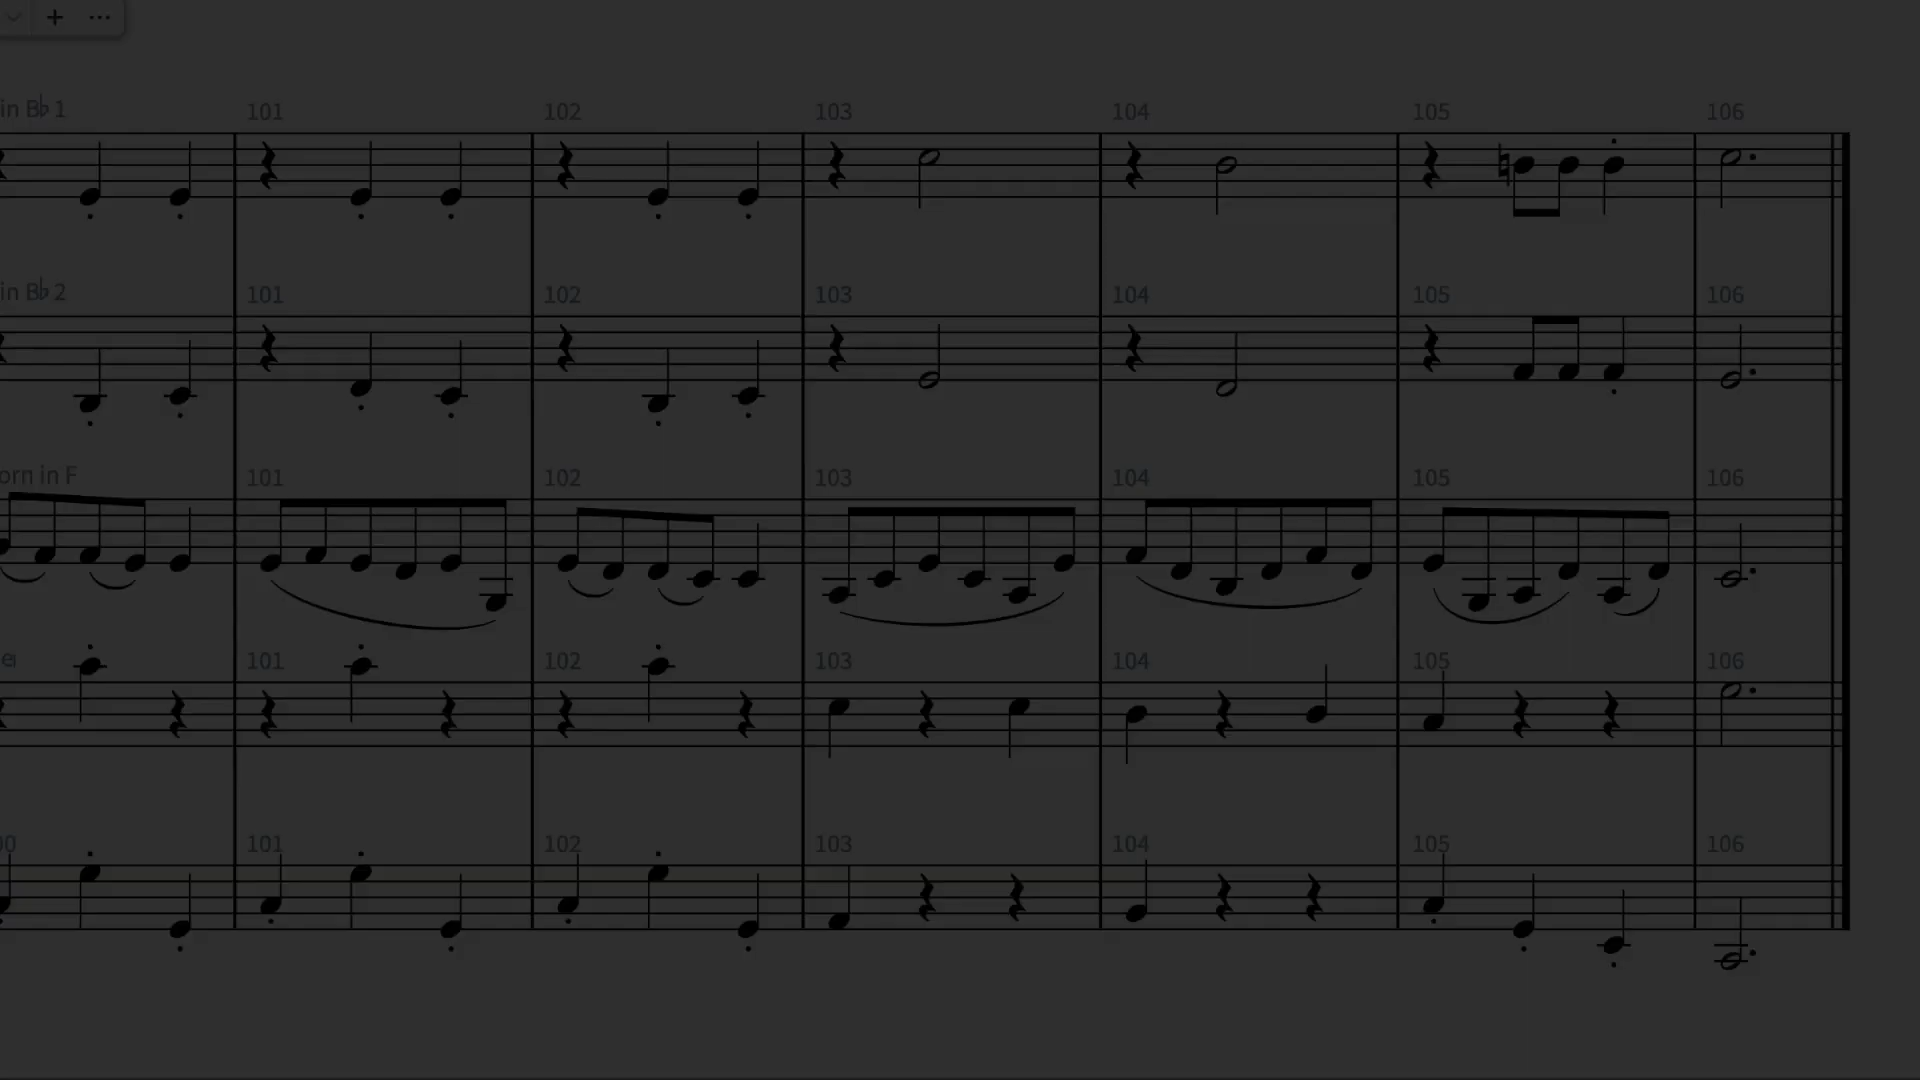 in B♭ 1 101 102 103 104 105 106
in B♭ 2 101 102 103 104 105 106
orn in F 101 102 103 104 105 106
101 102 103 104 105 106
00 101 102 103 104 105 106